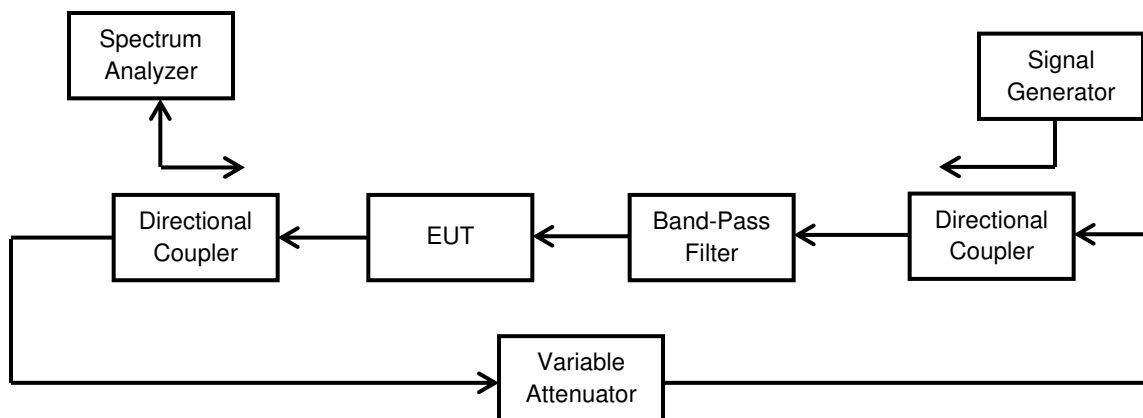 Spectrum
Analyzer
Signal
Generator
Directional
Coupler
EUT
Band-Pass
Filter
Directional
Coupler
Variable
Attenuator